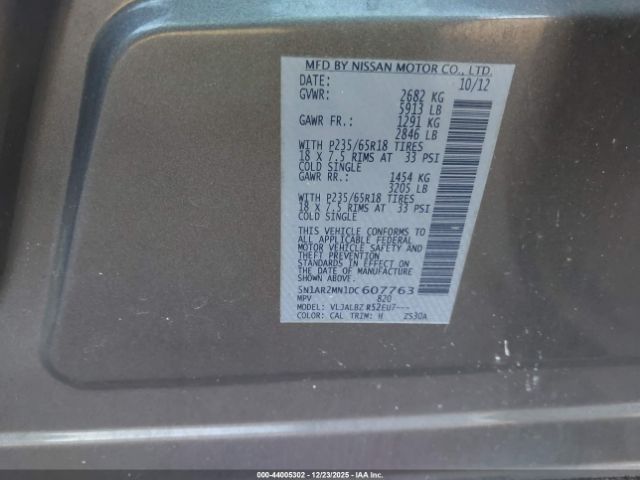 MFD BY NISSAN MOTOR CO., LTD.
DATE: 10/12
GVWR: 2682 KG
5913 LB
GAWR FR.: 1291 KG
2846 LB
WITH P235/65R18 TIRES
18 X 7.5 RIMS AT 33 PSI
COLD SINGLE
GAWR RR.: 1454 KG
3205 LB
WITH P235/65R18 TIRES
18 X 7.5 RIMS AT 33 PSI
COLD SINGLE
THIS VEHICLE CONFORMS TO
ALL APPLICABLE FEDERAL
MOTOR VEHICLE SAFETY AND
THEFT PREVENTION
STANDARDS IN EFFECT ON
THE DATE OF MANUFACTURE
SHOWN ABOVE.
5N1AR2MN1DC607763
MPV 820
MODEL: VLJALBZ R52EU7---
COLOR: CAL TRIM: H ZS30A
000-44005302 - 12/23/2025 - IAA Inc.